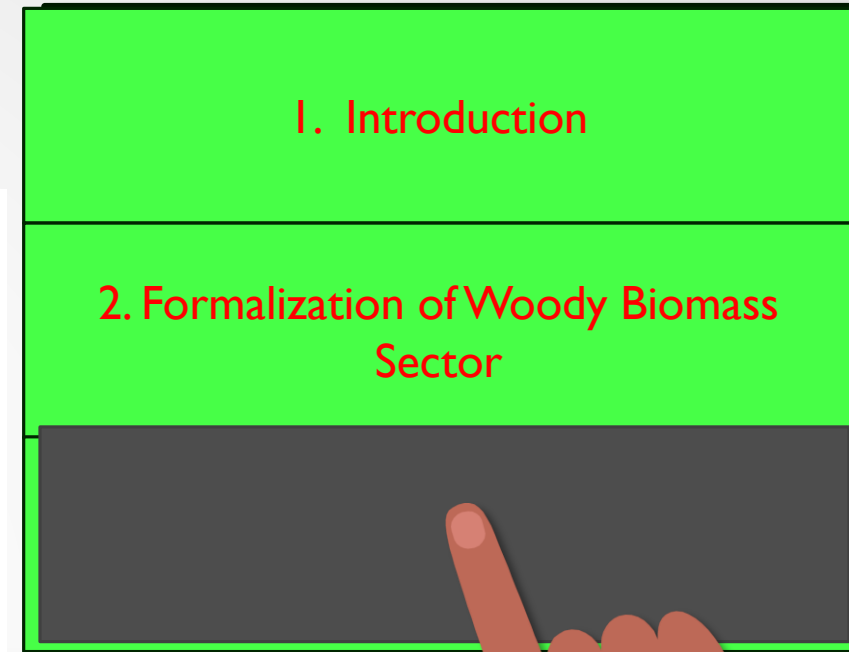 1. Introduction
2. Formalization of Woody Biomass
Sector